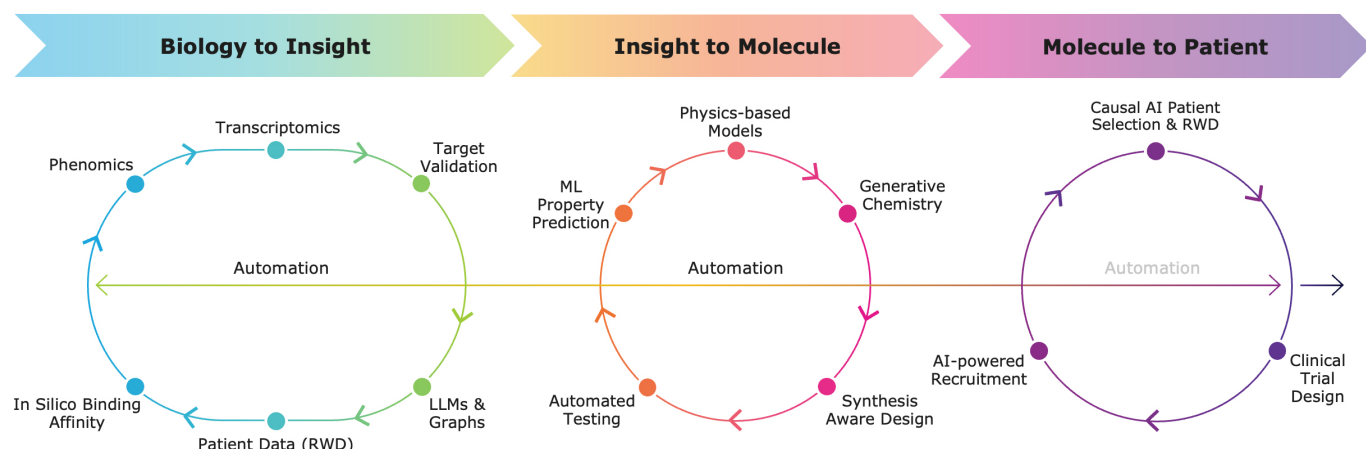 Biology to Insight
Insight to Molecule
Molecule to Patient
Transcriptomics
Phenomics
Target
Validation
Automation
In Silico Binding
Affinity
Patient Data (RWD)
LLMs &
Graphs
Physics-based
Models
ML
Property
Prediction
Generative
Chemistry
Automation
Automated
Testing
Synthesis
Aware Design
Causal AI Patient
Selection & RWD
Automation
AI-powered
Recruitment
Clinical
Trial
Design